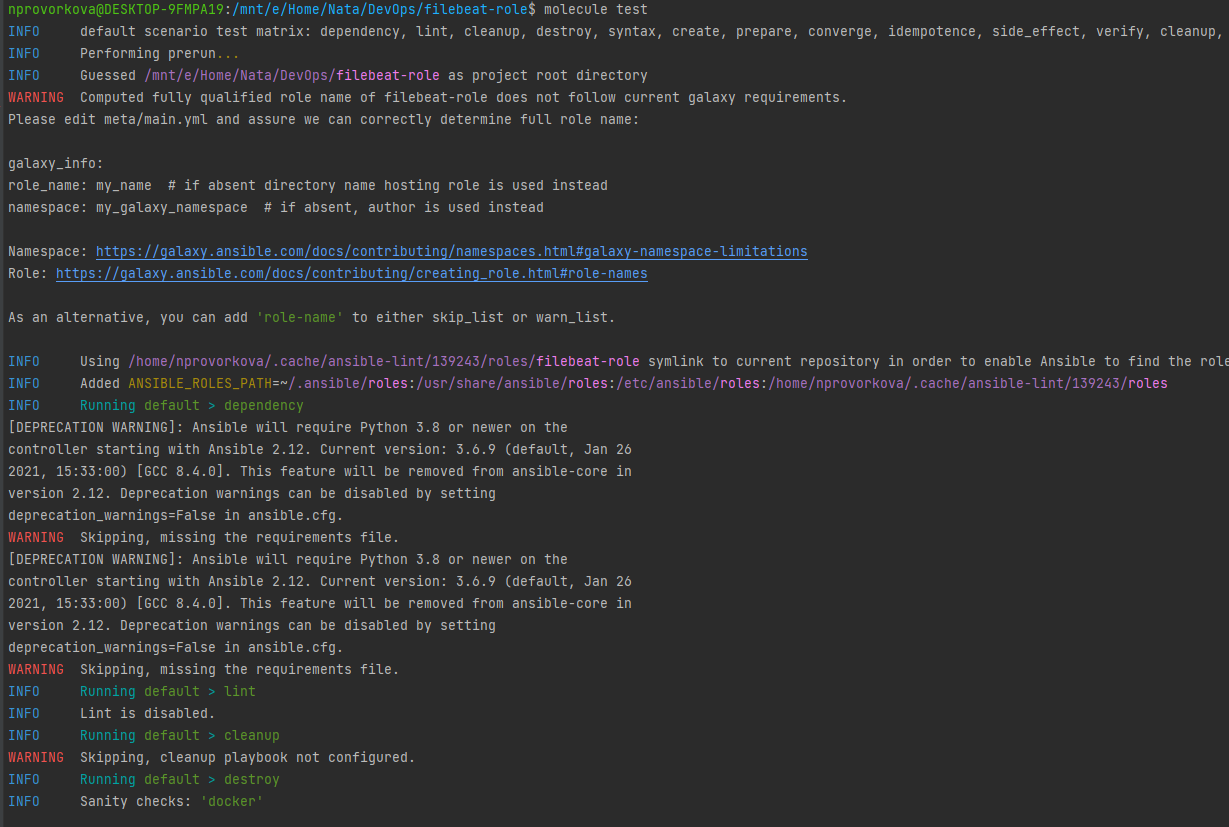 nprovorkova@DESKTOP-9FMPA19:/mnt/e/Home/Nata/DevOps/filebeat-role$ molecule test
INFO     default scenario test matrix: dependency, lint, cleanup, destroy, syntax, create, prepare, converge, idempotence, side_effect, verify, cleanup,
INFO     Performing prerun...
INFO     Guessed /mnt/e/Home/Nata/DevOps/filebeat-role as project root directory
WARNING  Computed fully qualified role name of filebeat-role does not follow current galaxy requirements.
Please edit meta/main.yml and assure we can correctly determine full role name:

galaxy_info:
role_name: my_name  # if absent directory name hosting role is used instead
namespace: my_galaxy_namespace  # if absent, author is used instead

Namespace: https://galaxy.ansible.com/docs/contributing/namespaces.html#galaxy-namespace-limitations
Role: https://galaxy.ansible.com/docs/contributing/creating_role.html#role-names

As an alternative, you can add 'role-name' to either skip_list or warn_list.

INFO     Using /home/nprovorkova/.cache/ansible-lint/139243/roles/filebeat-role symlink to current repository in order to enable Ansible to find the role
INFO     Added ANSIBLE_ROLES_PATH=~/.ansible/roles:/usr/share/ansible/roles:/etc/ansible/roles:/home/nprovorkova/.cache/ansible-lint/139243/roles
INFO     Running default > dependency
[DEPRECATION WARNING]: Ansible will require Python 3.8 or newer on the
controller starting with Ansible 2.12. Current version: 3.6.9 (default, Jan 26
2021, 15:33:00) [GCC 8.4.0]. This feature will be removed from ansible-core in
version 2.12. Deprecation warnings can be disabled by setting
deprecation_warnings=False in ansible.cfg.
WARNING  Skipping, missing the requirements file.
[DEPRECATION WARNING]: Ansible will require Python 3.8 or newer on the
controller starting with Ansible 2.12. Current version: 3.6.9 (default, Jan 26
2021, 15:33:00) [GCC 8.4.0]. This feature will be removed from ansible-core in
version 2.12. Deprecation warnings can be disabled by setting
deprecation_warnings=False in ansible.cfg.
WARNING  Skipping, missing the requirements file.
INFO     Running default > lint
INFO     Lint is disabled.
INFO     Running default > cleanup
WARNING  Skipping, cleanup playbook not configured.
INFO     Running default > destroy
INFO     Sanity checks: 'docker'